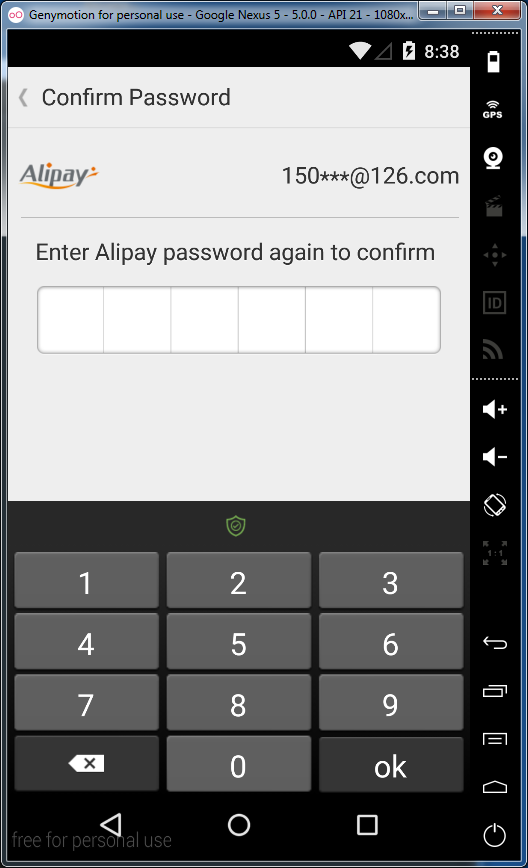 Genymotion for personal use - Google Nexus 5 - 5.0.0 - API 21 - 1080x...
8:38
Confirm Password
GPS
Alipay
150***@126.com
ID
Enter Alipay password again to confirm
1:1
1 2 3
4 5 6
7 8 9
0 ok
free for personal use